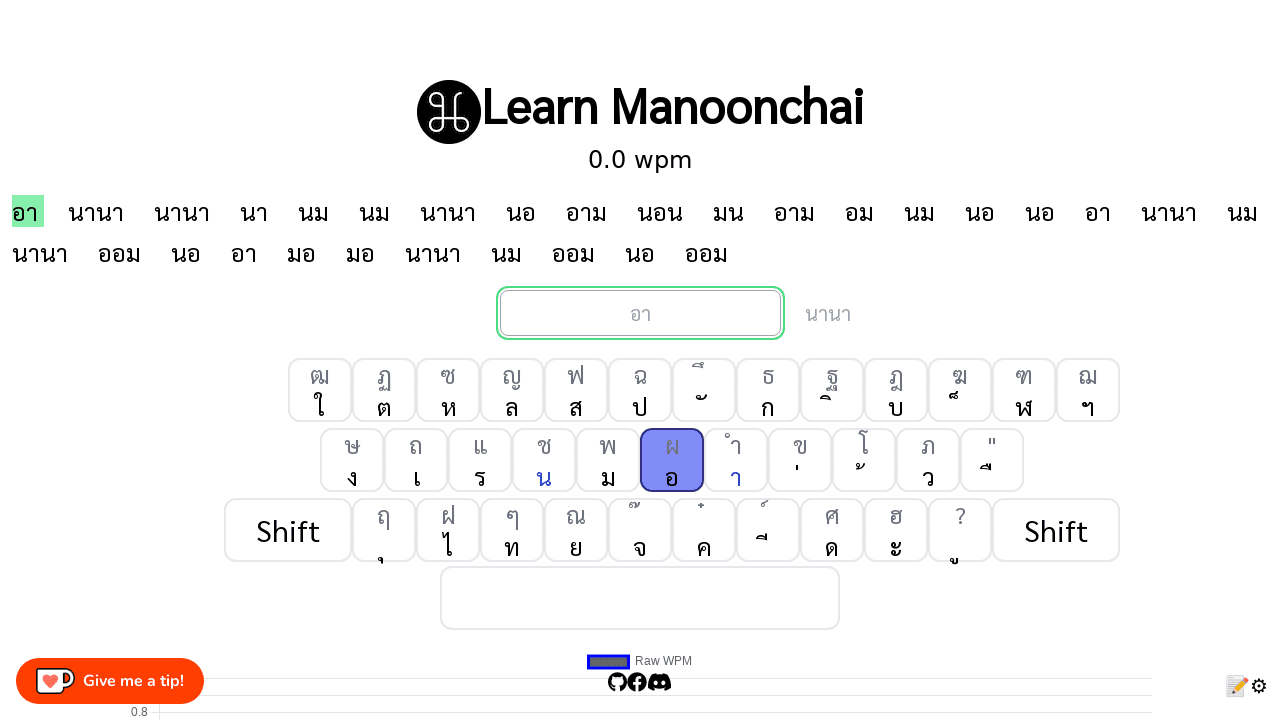 Learn Manoonchai
0.0 wpm
อา นานา นานา นา นม นม นานา นอ อาม นอน มน อาม อม นม นอ นอ อา นานา นม
นานา ออม นอ อา มอ มอ นานา นม ออม นอ ออม
อา นานา
ฒ ฏ ซ ญ ฟ ฉ ึ ธ ฐ ฎ ฆ ฑ ฌ
ใ ต ห ล ส ป ั ก ิ บ ็ ฬ ฯ
ษ ถ แ ช พ ผ ำ ข โ ภ "
ง เ ร น ม อ า ่ ้ ว ื
Shift ฤ ฝ ๆ ณ ๊ ๋ ์ ศ ฮ ? Shift
ุ ไ ท ย จ ค ี ด ะ ู
Raw WPM
Give me a tip!
0.8